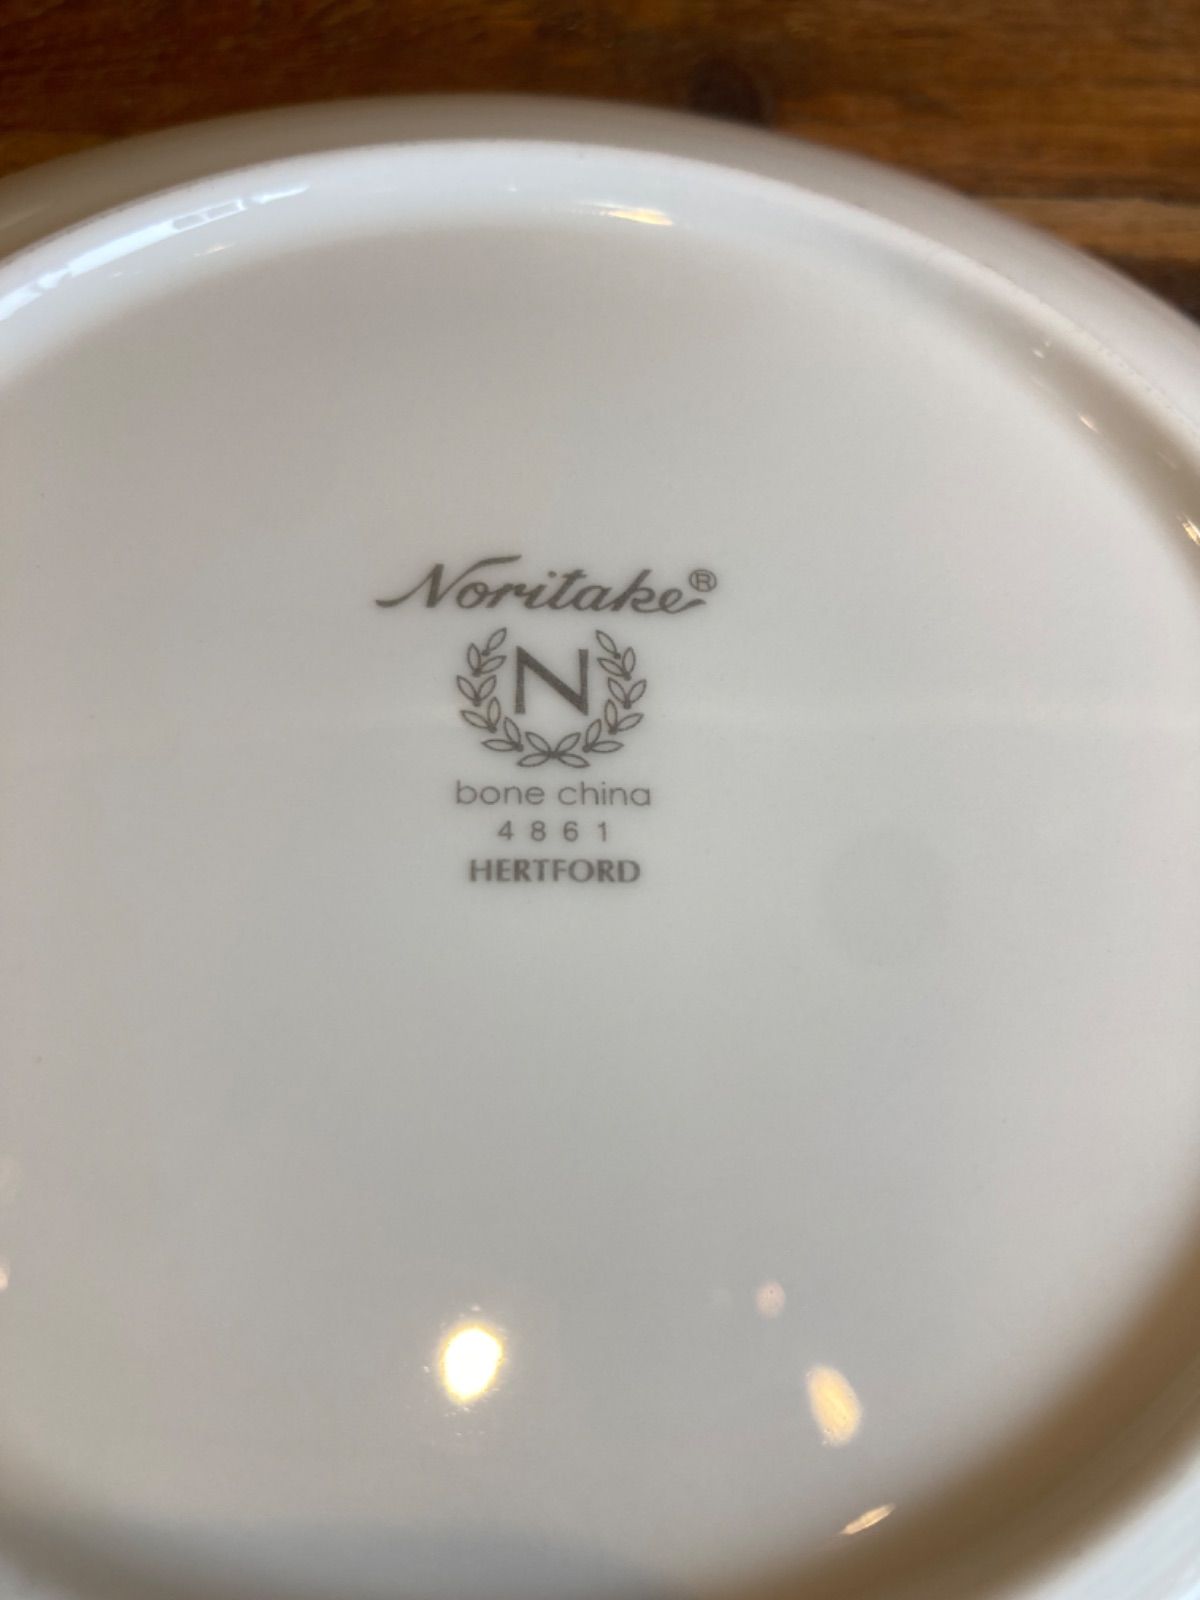 Noritake®
N
bone china
4861
HERTFORD